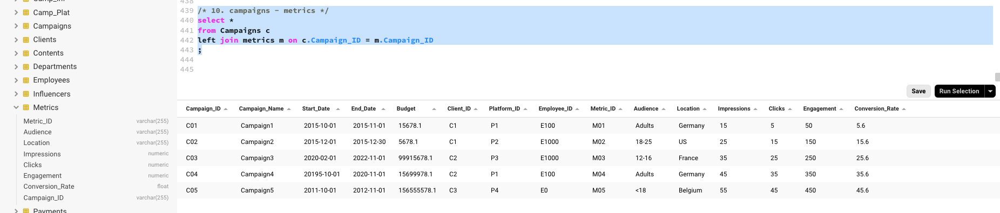 Camp_Inf
Camp_Plat
Campaigns
Clients
Contents
Departments
Employees
Influencers
Metrics
Metric_ID varchar(255)
Audience varchar(255)
Location varchar(255)
Impressions numeric
Clicks numeric
Engagement numeric
Conversion_Rate float
Campaign_ID varchar(255)
Payments
438
439 /* 10. campaigns - metrics */
440 select *
441 from Campaigns c
442 left join metrics m on c.Campaign_ID = m.Campaign_ID
443 ;
444
445
Save Run Selection
Campaign_ID Campaign_Name Start_Date End_Date Budget Client_ID Platform_ID Employee_ID Metric_ID Audience Location Impressions Clicks Engagement Conversion_Rate
C01 Campaign1 2015-10-01 2015-11-01 15678.1 C1 P1 E100 M01 Adults Germany 15 5 50 5.6
C02 Campaign2 2015-12-01 2015-12-30 5678.1 C1 P2 E1000 M02 18-25 US 25 15 150 15.6
C03 Campaign3 2020-02-01 2022-11-01 99915678.1 C2 P3 E1000 M03 12-16 France 35 25 250 25.6
C04 Campaign4 20195-10-01 2020-11-01 15699978.1 C2 P1 E100 M04 Adults Germany 45 35 350 35.6
C05 Campaign5 2011-10-01 2012-11-01 156555578.1 C3 P4 E0 M05 <18 Belgium 55 45 450 45.6